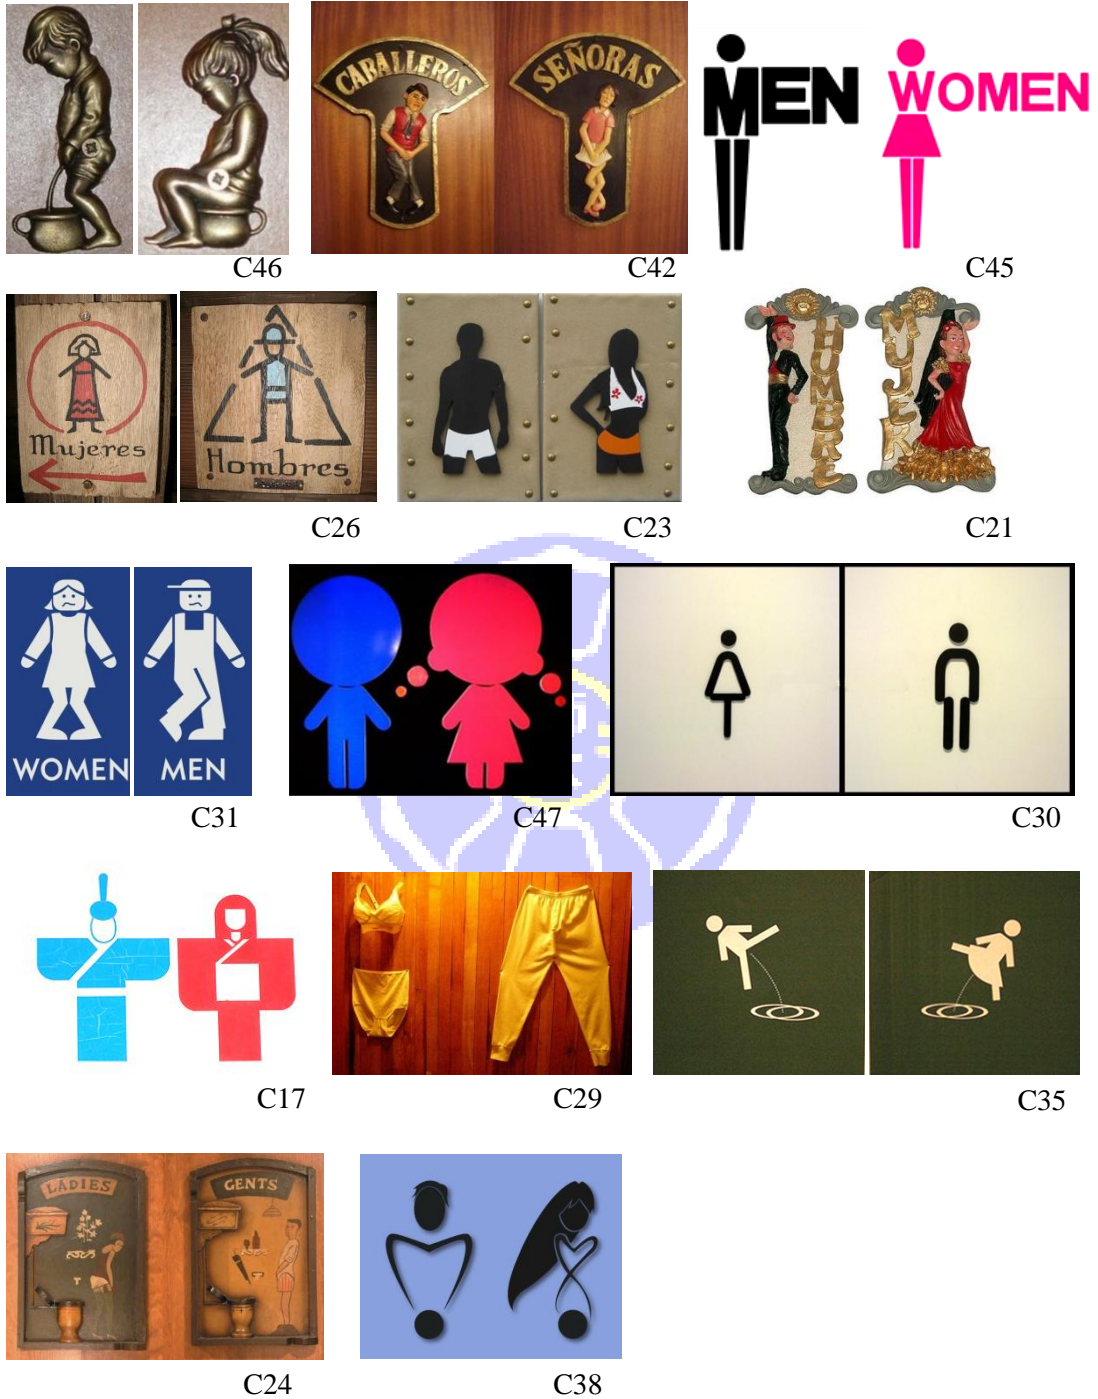 CABALLEROS
SEÑORAS
MEN
WOMEN
C46
C42
C45
Mujeres
Hombres
HUMBRE
MUJER
C26
C23
C21
WOMEN
MEN
C31
C47
C30
C17
C29
C35
LADIES
GENTS
C24
C38